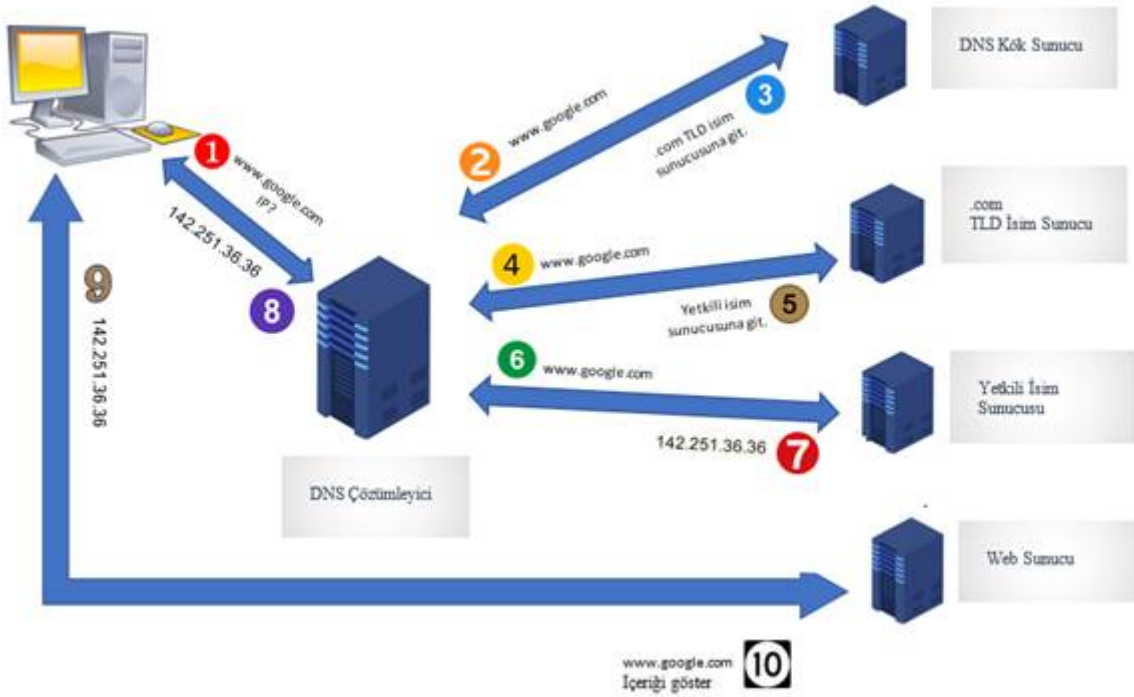 DNS Kök Sunucu
3
www.google.com
2
.com TLD isim
sunucusuna git.
1
www.google.com
IP?
142.251.36.36
8
.com
TLD İsim Sunucu
4
www.google.com
Yetkili isim
sunucusuna git.
5
9
142.251.36.36
6
www.google.com
142.251.36.36
7
Yetkili İsim
Sunucusu
DNS Çözümleyici
Web Sunucu
www.google.com
İçeriği göster
10